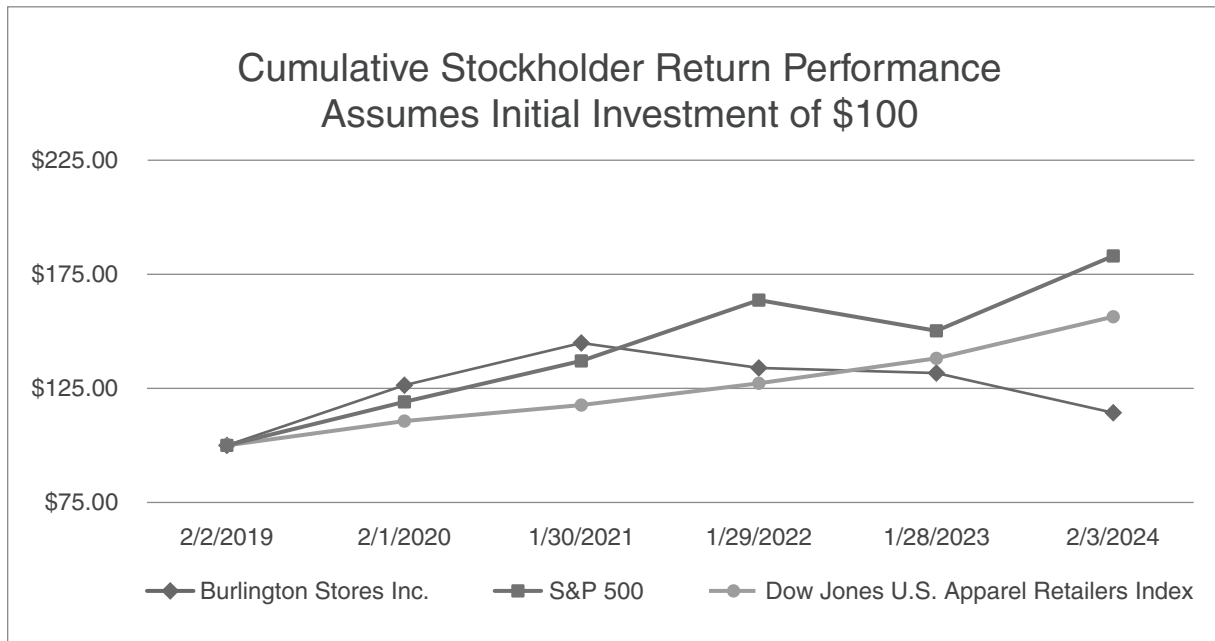 Cumulative Stockholder Return Performance
Assumes Initial Investment of $100
$225.00
$175.00
$125.00
$75.00
2/2/2019 2/1/2020 1/30/2021 1/29/2022 1/28/2023 2/3/2024
Burlington Stores Inc. S&P 500 Dow Jones U.S. Apparel Retailers Index